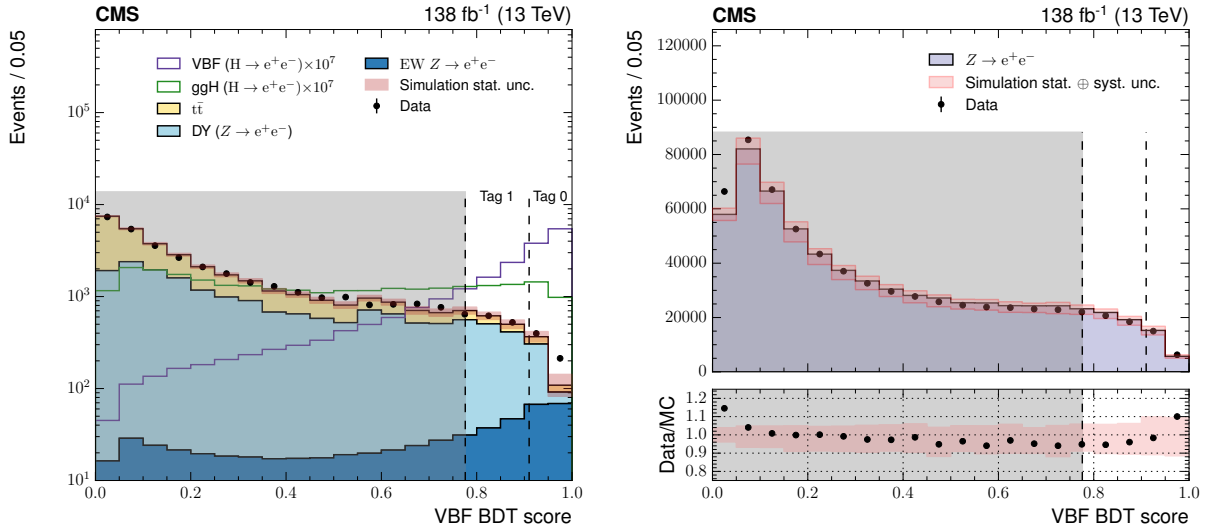 CMS 138 fb⁻¹ (13 TeV)
Events / 0.05
VBF (H → e⁺e⁻)×10⁷
ggH (H → e⁺e⁻)×10⁷
tt̄
DY (Z → e⁺e⁻)
EW Z → e⁺e⁻
Simulation stat. unc.
Data
Tag 1 Tag 0
10⁵
10⁴
10³
10²
10¹
0.0 0.2 0.4 0.6 0.8 1.0
VBF BDT score
CMS 138 fb⁻¹ (13 TeV)
Events / 0.05
Z → e⁺e⁻
Simulation stat. ⊕ syst. unc.
Data
120000
100000
80000
60000
40000
20000
0
Data/MC
1.2
1.1
1.0
0.9
0.8
0.0 0.2 0.4 0.6 0.8 1.0
VBF BDT score